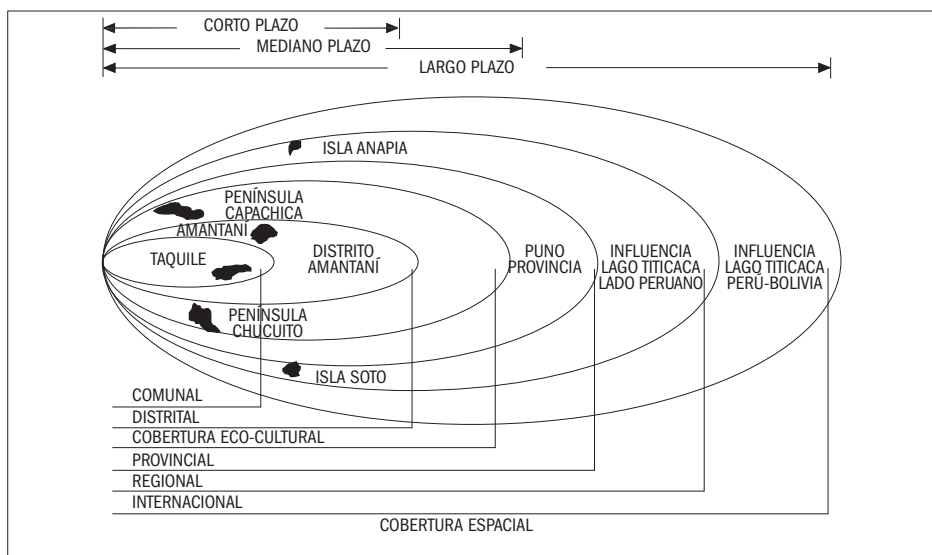 CORTO PLAZO
MEDIANO PLAZO
LARGO PLAZO
ISLA ANAPIA
PENÍNSULA
CAPACHICA
AMANTANÍ
TAQUILE
DISTRITO
AMANTANÍ
PUNO
PROVINCIA
INFLUENCIA
LAGO TITICACA
LADO PERUANO
INFLUENCIA
LAGO TITICACA
PERÚ-BOLIVIA
PENÍNSULA
CHUCUITO
ISLA SOTO
COMUNAL
DISTRITAL
COBERTURA ECO-CULTURAL
PROVINCIAL
REGIONAL
INTERNACIONAL
COBERTURA ESPACIAL